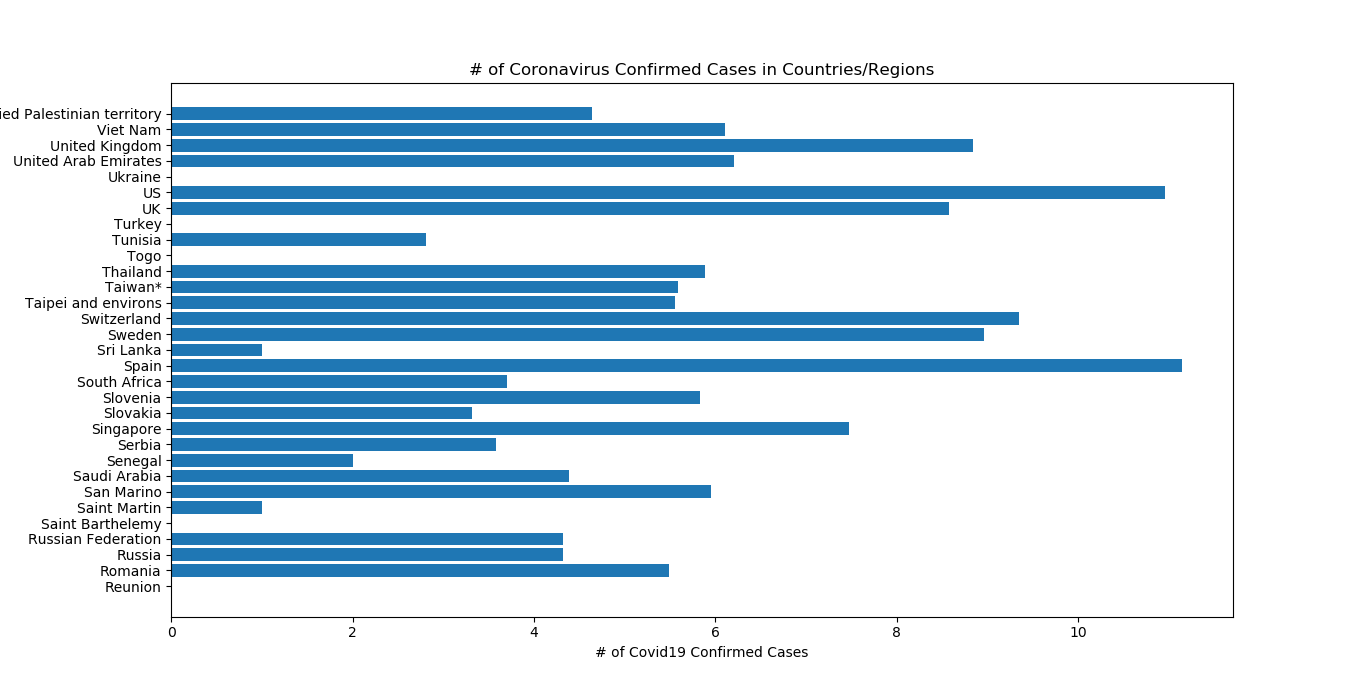 # of Coronavirus Confirmed Cases in Countries/Regions
Palestinian territory
Viet Nam
United Kingdom
United Arab Emirates
Ukraine
US
UK
Turkey
Tunisia
Togo
Thailand
Taiwan*
Taipei and environs
Switzerland
Sweden
Sri Lanka
Spain
South Africa
Slovenia
Slovakia
Singapore
Serbia
Senegal
Saudi Arabia
San Marino
Saint Martin
Saint Barthelemy
Russian Federation
Russia
Romania
Reunion
0 2 4 6 8 10
# of Covid19 Confirmed Cases